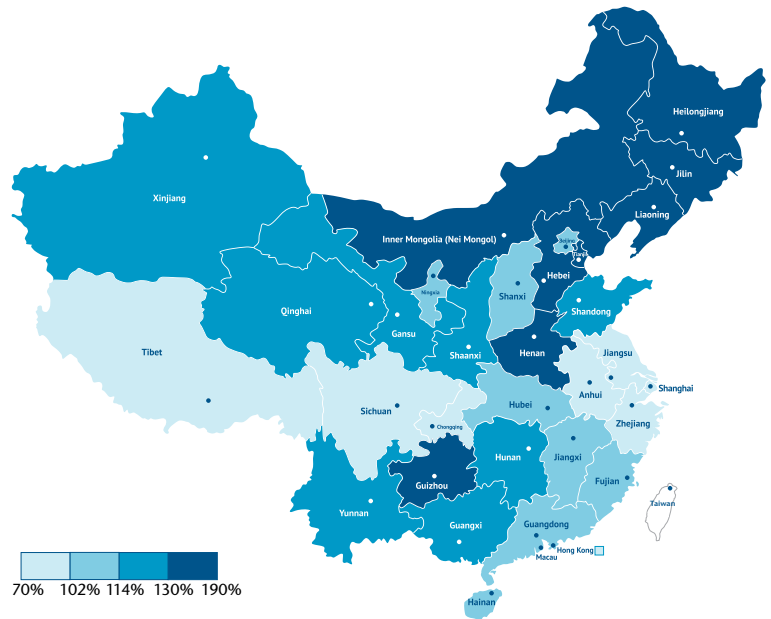 Heilongjiang
Jilin
Liaoning
Xinjiang
Inner Mongolia (Nei Mongol)
Beijing
Tianjin
Hebei
Ningxia
Shanxi
Qinghai
Shandong
Gansu
Shaanxi
Henan
Tibet
Jiangsu
Shanghai
Anhui
Sichuan
Hubei
Zhejiang
Chongqing
Hunan
Jiangxi
Guizhou
Fujian
Taiwan
Yunnan
Guangxi
Guangdong
Hong Kong
Macau
70% 102% 114% 130% 190%
Hainan